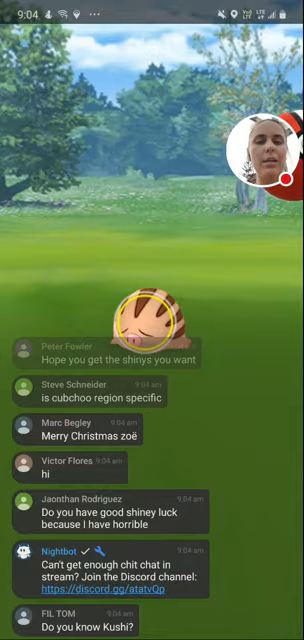 9:04
Peter Fowler
Hope you get the shinys you want
Steve Schneider 9:04 am
is cubchoo region specific
Marc Begley 9:04 am
Merry Christmas zoë
Victor Flores 9:04 am
hi
Jaonthan Rodriguez 9:04 am
Do you have good shiney luck
because I have horrible
Nightbot 9:04 am
Can't get enough chit chat in
stream? Join the Discord channel:
https://discord.gg/atatvQp
FIL TOM 9:04 am
Do you know Kushi?